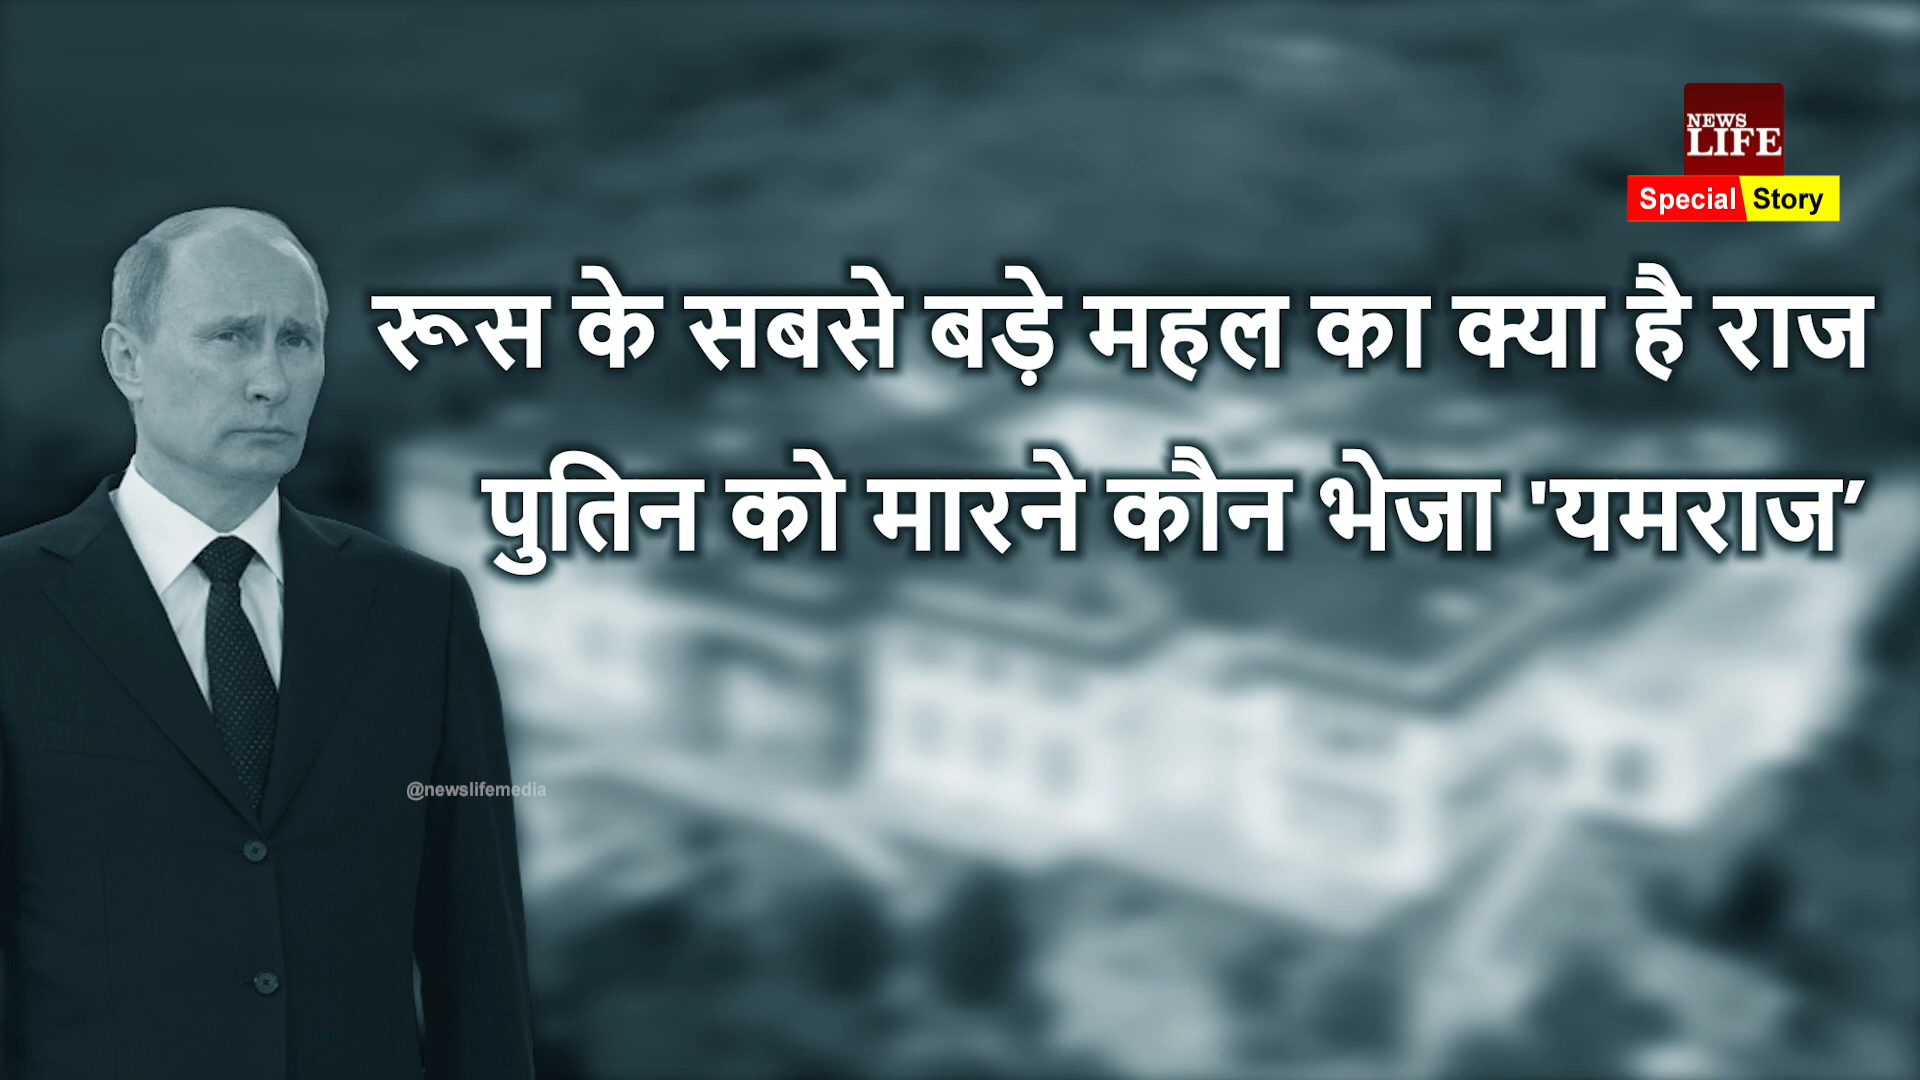 NEWS
LIFE
Special Story
रूस के सबसे बड़े महल का क्या है राज
पुतिन को मारने कौन भेजा 'यमराज’
@newslifemedia